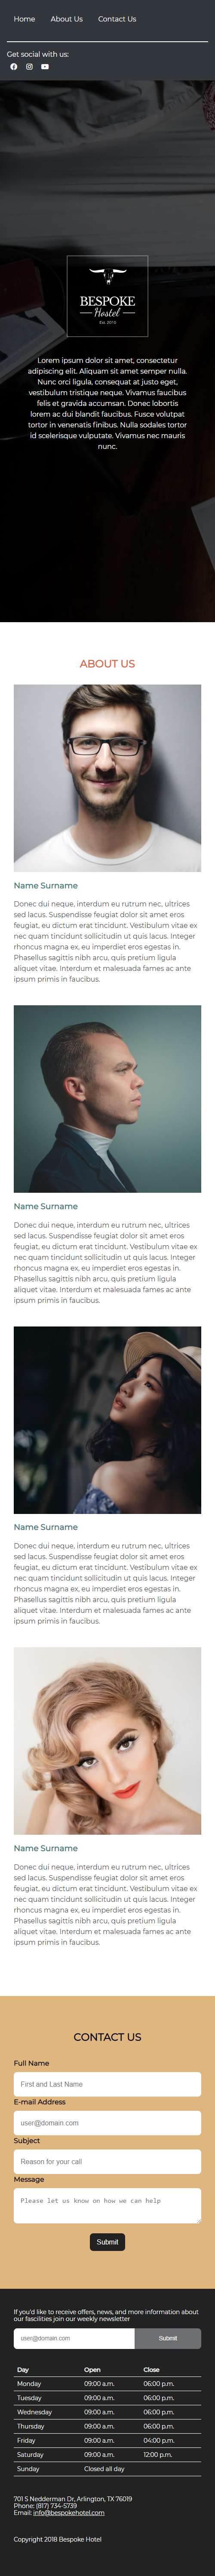 Home About Us Contact Us
Get social with us:
BESPOKE
Hostel
Est. 2010
Lorem ipsum dolor sit amet, consectetur
adipiscing elit. Aliquam sit amet semper nulla.
Nunc orci ligula, consequat at justo eget,
vestibulum tristique neque. Vivamus faucibus
felis et gravida accumsan. Donec lobortis
lorem ac dui blandit faucibus. Fusce volutpat
tortor in venenatis finibus. Nulla sodales tortor
id scelerisque vulputate. Vivamus nec mauris
nunc.
ABOUT US
Name Surname
Donec dui neque, interdum eu rutrum nec, ultrices
sed lacus. Suspendisse feugiat dolor sit amet eros
feugiat, eu dictum erat tincidunt. Vestibulum vitae ex
nec quam tincidunt sollicitudin ut quis lacus. Integer
rhoncus magna ex, eu imperdiet eros egestas in.
Phasellus sagittis nibh arcu, quis pretium ligula
aliquet vitae. Interdum et malesuada fames ac ante
ipsum primis in faucibus.
Name Surname
Donec dui neque, interdum eu rutrum nec, ultrices
sed lacus. Suspendisse feugiat dolor sit amet eros
feugiat, eu dictum erat tincidunt. Vestibulum vitae ex
nec quam tincidunt sollicitudin ut quis lacus. Integer
rhoncus magna ex, eu imperdiet eros egestas in.
Phasellus sagittis nibh arcu, quis pretium ligula
aliquet vitae. Interdum et malesuada fames ac ante
ipsum primis in faucibus.
Name Surname
Donec dui neque, interdum eu rutrum nec, ultrices
sed lacus. Suspendisse feugiat dolor sit amet eros
feugiat, eu dictum erat tincidunt. Vestibulum vitae ex
nec quam tincidunt sollicitudin ut quis lacus. Integer
rhoncus magna ex, eu imperdiet eros egestas in.
Phasellus sagittis nibh arcu, quis pretium ligula
aliquet vitae. Interdum et malesuada fames ac ante
ipsum primis in faucibus.
Name Surname
Donec dui neque, interdum eu rutrum nec, ultrices
sed lacus. Suspendisse feugiat dolor sit amet eros
feugiat, eu dictum erat tincidunt. Vestibulum vitae ex
nec quam tincidunt sollicitudin ut quis lacus. Integer
rhoncus magna ex, eu imperdiet eros egestas in.
Phasellus sagittis nibh arcu, quis pretium ligula
aliquet vitae. Interdum et malesuada fames ac ante
ipsum primis in faucibus.
CONTACT US
Full Name
First and Last Name
E-mail Address
user@domain.com
Subject
Reason for your call
Message
Please let us know on how we can help
Submit
If you'd like to receive offers, news, and more information about
our fascilities join our weekly newsletter
user@domain.com Submit
Day Open Close
Monday 09:00 a.m. 06:00 p.m.
Tuesday 09:00 a.m. 06:00 p.m.
Wednesday 09:00 a.m. 06:00 p.m.
Thursday 09:00 a.m. 06:00 p.m.
Friday 09:00 a.m. 04:00 p.m.
Saturday 09:00 a.m. 12:00 p.m.
Sunday Closed all day
701 S Nedderman Dr, Arlington, TX 76019
Phone: (817) 734-5739
Email: info@bespokehotel.com
Copyright 2018 Bespoke Hotel